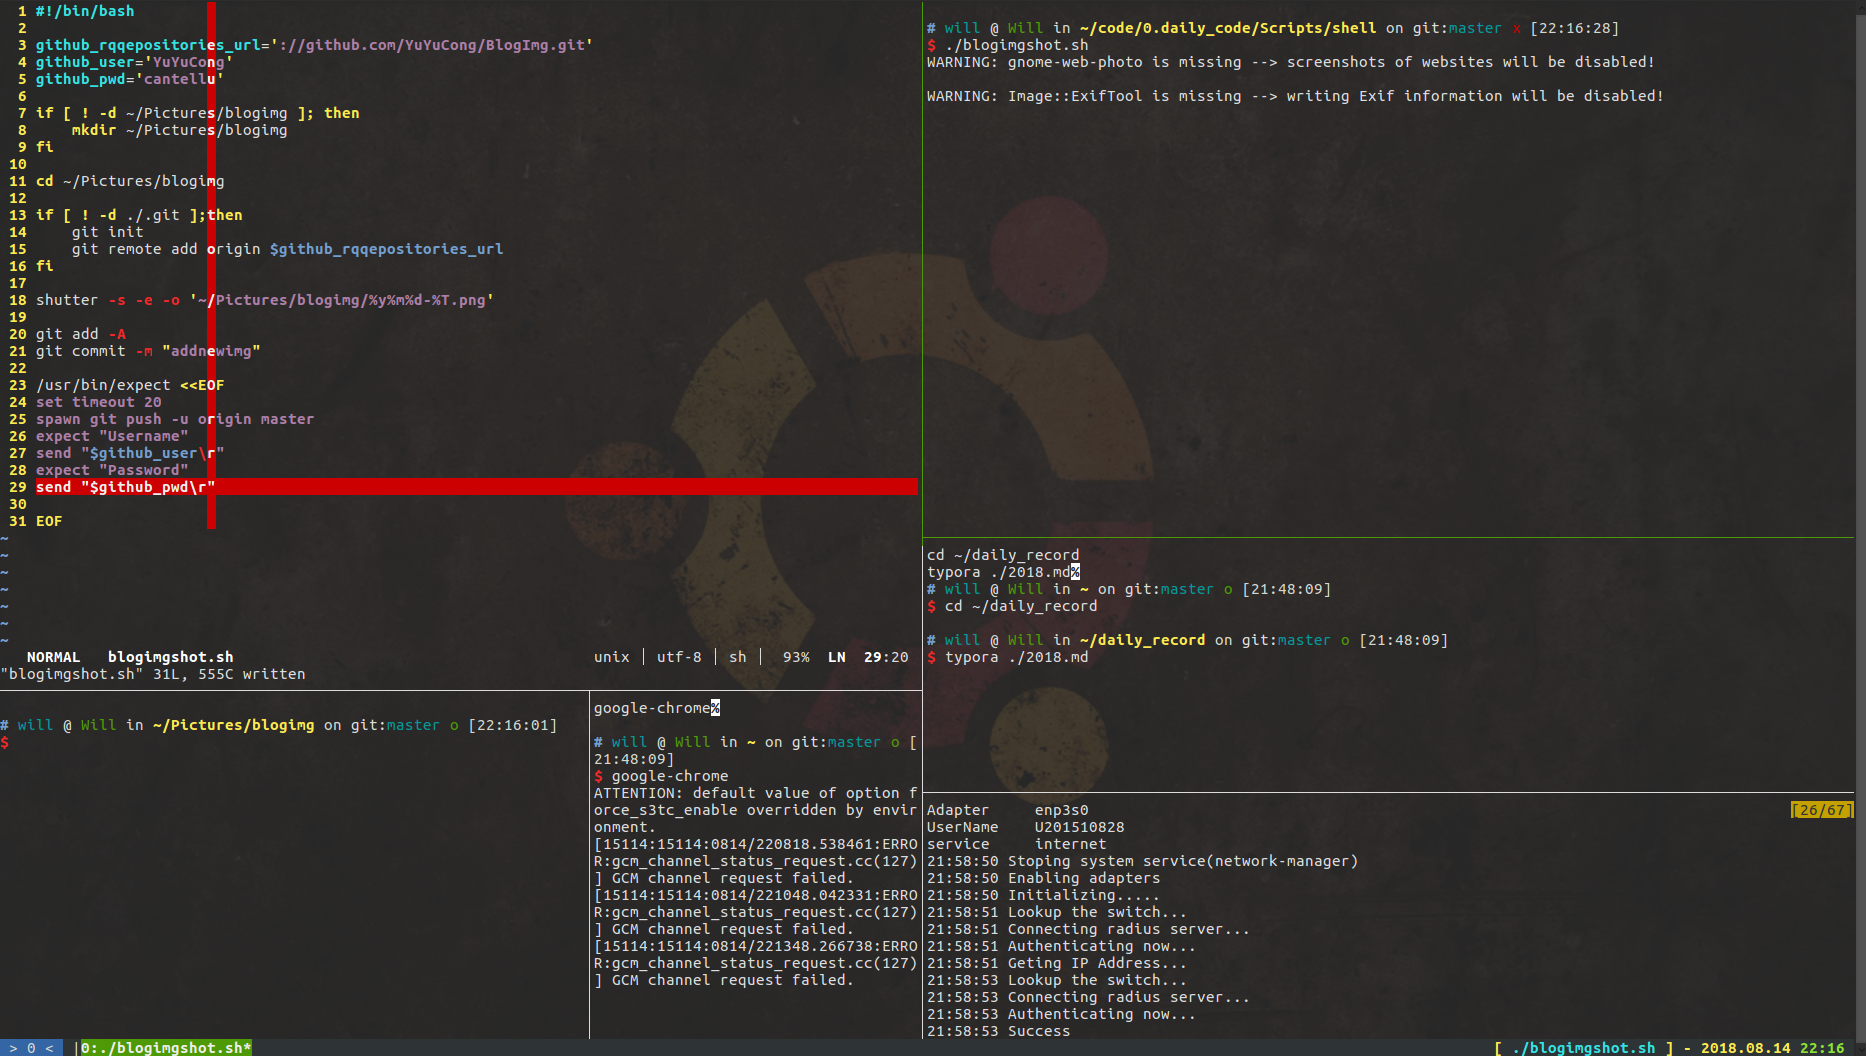 1 #!/bin/bash
2
3 github_rqqepositories_url='://github.com/YuYuCong/BlogImg.git'
4 github_user='YuYuCong'
5 github_pwd='cantellu'
6
7 if [ ! -d ~/Pictures/blogimg ]; then
8     mkdir ~/Pictures/blogimg
9 fi
10
11 cd ~/Pictures/blogimg
12
13 if [ ! -d ./.git ];then
14     git init
15     git remote add origin $github_rqqepositories_url
16 fi
17
18 shutter -s -e -o '~/Pictures/blogimg/%y%m%d-%T.png'
19
20 git add -A
21 git commit -m "addnewimg"
22
23 /usr/bin/expect <<EOF
24 set timeout 20
25 spawn git push -u origin master
26 expect "Username"
27 send "$github_user\r"
28 expect "Password"
29 send "$github_pwd\r"
30
31 EOF
~
~
~
~
~
~
~
NORMAL   blogimgshot.sh   unix | utf-8 | sh |  93%  LN  29:20
"blogimgshot.sh" 31L, 555C written
# will @ Will in ~/code/0.daily_code/Scripts/shell on git:master x [22:16:28]
$ ./blogimgshot.sh
WARNING: gnome-web-photo is missing --> screenshots of websites will be disabled!
WARNING: Image::ExifTool is missing --> writing Exif information will be disabled!
cd ~/daily_record
typora ./2018.md%
# will @ Will in ~ on git:master o [21:48:09]
$ cd ~/daily_record
# will @ Will in ~/daily_record on git:master o [21:48:09]
$ typora ./2018.md
# will @ Will in ~/Pictures/blogimg on git:master o [22:16:01]
$
google-chrome%
# will @ Will in ~ on git:master o [
21:48:09]
$ google-chrome
ATTENTION: default value of option f
orce_s3tc_enable overridden by envir
onment.
[15114:15114:0814/220818.538461:ERRO
R:gcm_channel_status_request.cc(127)
] GCM channel request failed.
[15114:15114:0814/221048.042331:ERRO
R:gcm_channel_status_request.cc(127)
] GCM channel request failed.
[15114:15114:0814/221348.266738:ERRO
R:gcm_channel_status_request.cc(127)
] GCM channel request failed.
Adapter     enp3s0     [26/67]
UserName    U201510828
service     internet
21:58:50 Stoping system service(network-manager)
21:58:50 Enabling adapters
21:58:50 Initializing.....
21:58:51 Lookup the switch...
21:58:51 Connecting radius server...
21:58:51 Authenticating now...
21:58:51 Geting IP Address...
21:58:53 Lookup the switch...
21:58:53 Connecting radius server...
21:58:53 Authenticating now...
21:58:53 Success
> 0 < |0:./blogimgshot.sh*   [ ./blogimgshot.sh ] - 2018.08.14 22:16